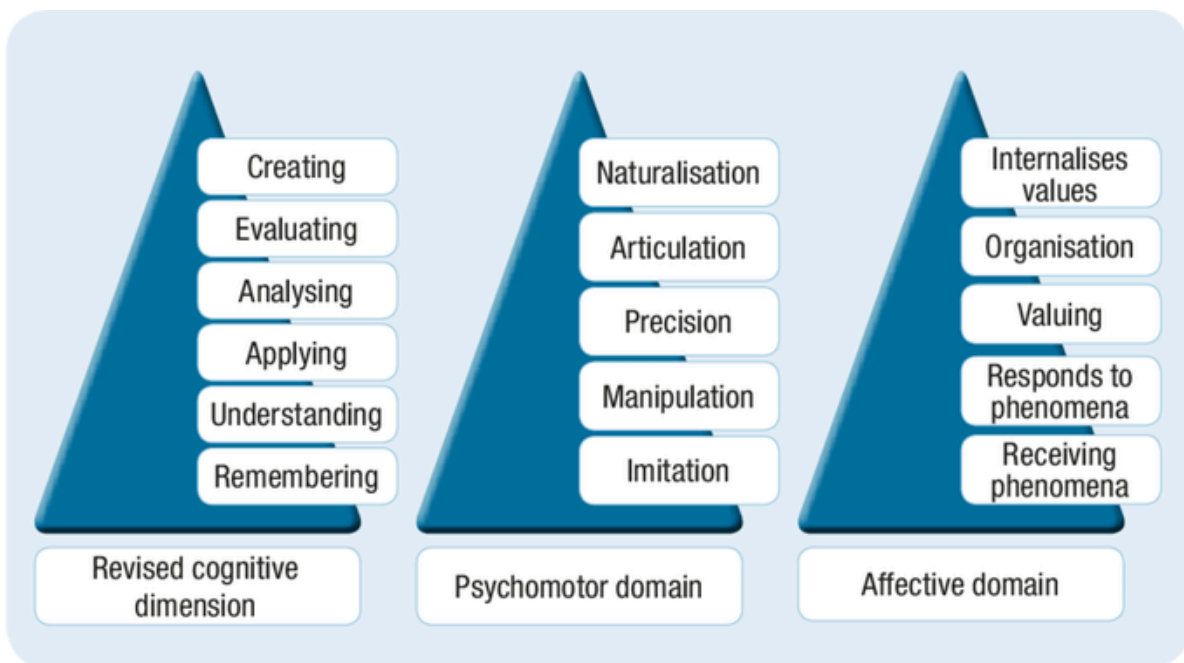 Creating
Evaluating
Analysing
Applying
Understanding
Remembering
Revised cognitive
dimension
Naturalisation
Articulation
Precision
Manipulation
Imitation
Psychomotor domain
Internalises
values
Organisation
Valuing
Responds to
phenomena
Receiving
phenomena
Affective domain